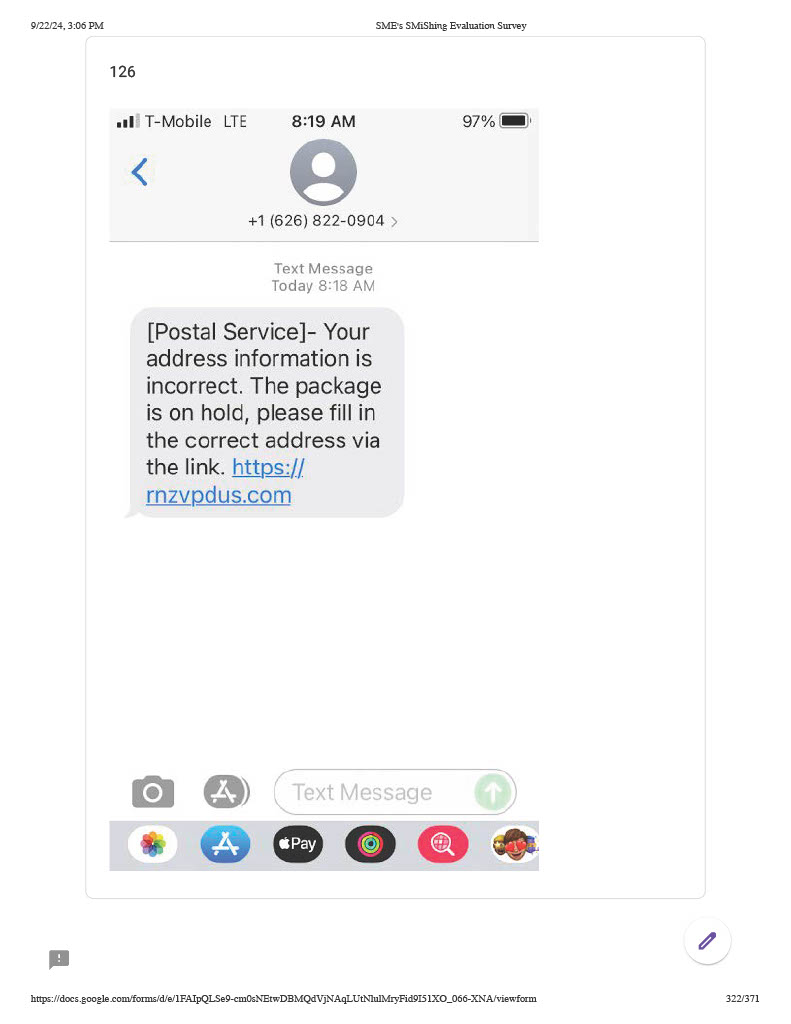 9/22/24, 3:06 PM
SME's SMiShing Evaluation Survey
126
T-Mobile LTE
8:19 AM
97%
+1 (626) 822-0904
Text Message
Today 8:18 AM
[Postal Service]- Your
address information is
incorrect. The package
is on hold, please fill in
the correct address via
the link. https://
rnzvpdus.com
Text Message
Pay
https://docs.google.com/forms/d/e/1FAIpQLSe9-cm0sNEtwDBMQdVjNAqLUtNlulMryFid9I51XO_066-XNA/viewform
322/371